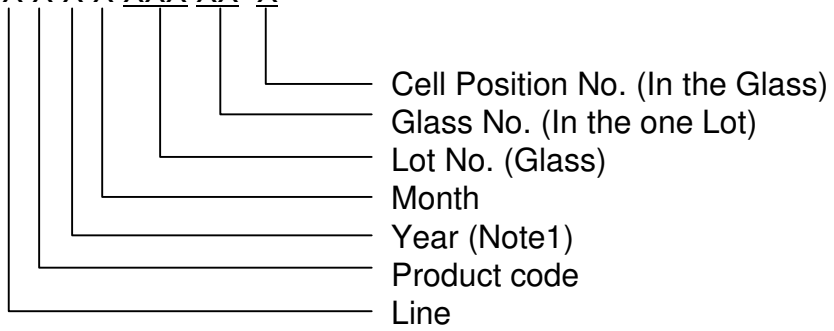 Cell Position No. (In the Glass)
Glass No. (In the one Lot)
Lot No. (Glass)
Month
Year (Note1)
Product code
Line